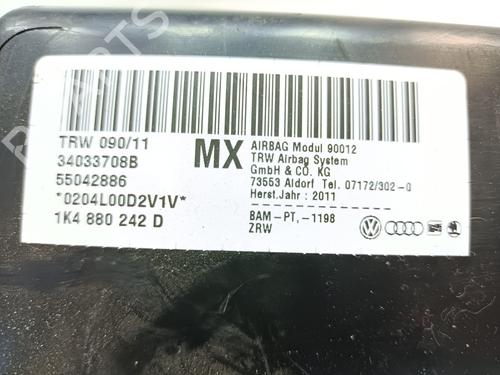 TRW 090/11
34033708B
55042886
*0204L00D2V1V*
1K4 880 242 D
MX
AIRBAG Modul 90012
TRW Airbag System
GmbH & CO. KG
73553 Aldorf Tel. 07172/302-0
Herst.Jahr : 2011
BAM-PT,-1198
ZRW